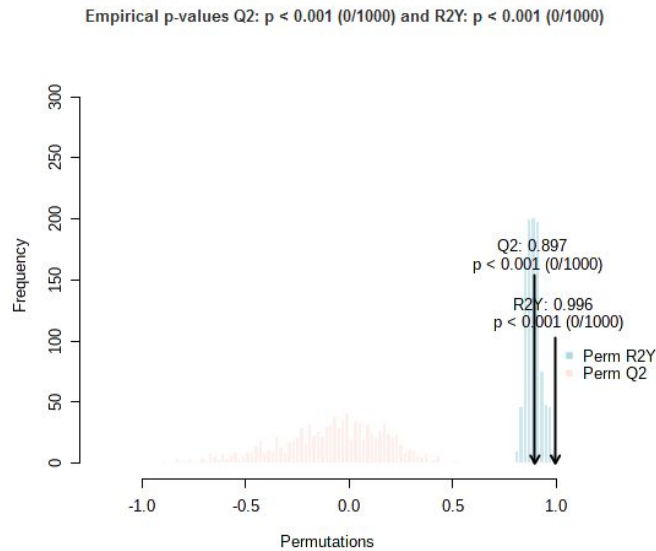 Empirical p-values Q2: p < 0.001 (0/1000) and R2Y: p < 0.001 (0/1000)
300
250
200
150
100
50
0
Frequency
Q2: 0.897
p < 0.001 (0/1000)
R2Y: 0.996
p < 0.001 (0/1000)
Perm R2Y
Perm Q2
-1.0 -0.5 0.0 0.5 1.0
Permutations